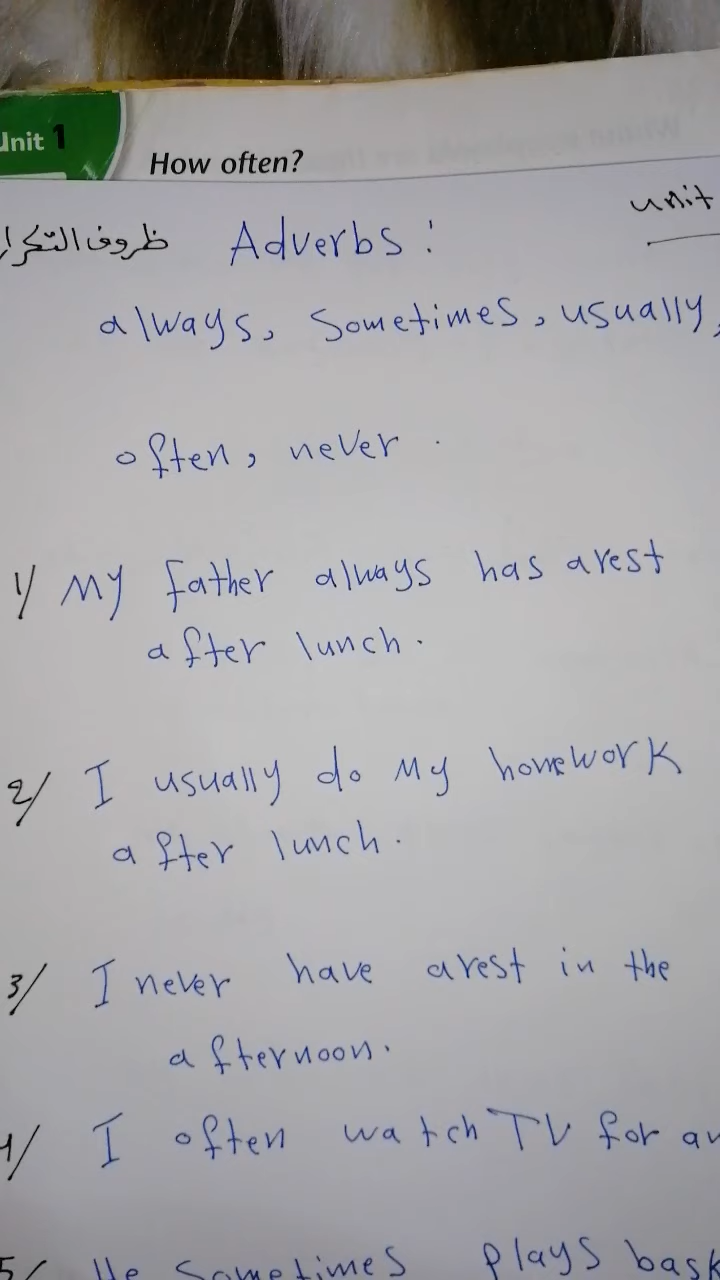 Unit 1
How often?
unit
ظروف التكرار Adverbs:
always, sometimes, usually,
often, never.
1/ My father always has arest
after lunch.
2/ I usually do my homework
after lunch.
3/ I never have arest in the
afternoon.
4/ I often watch TV for
5/ He sometimes plays